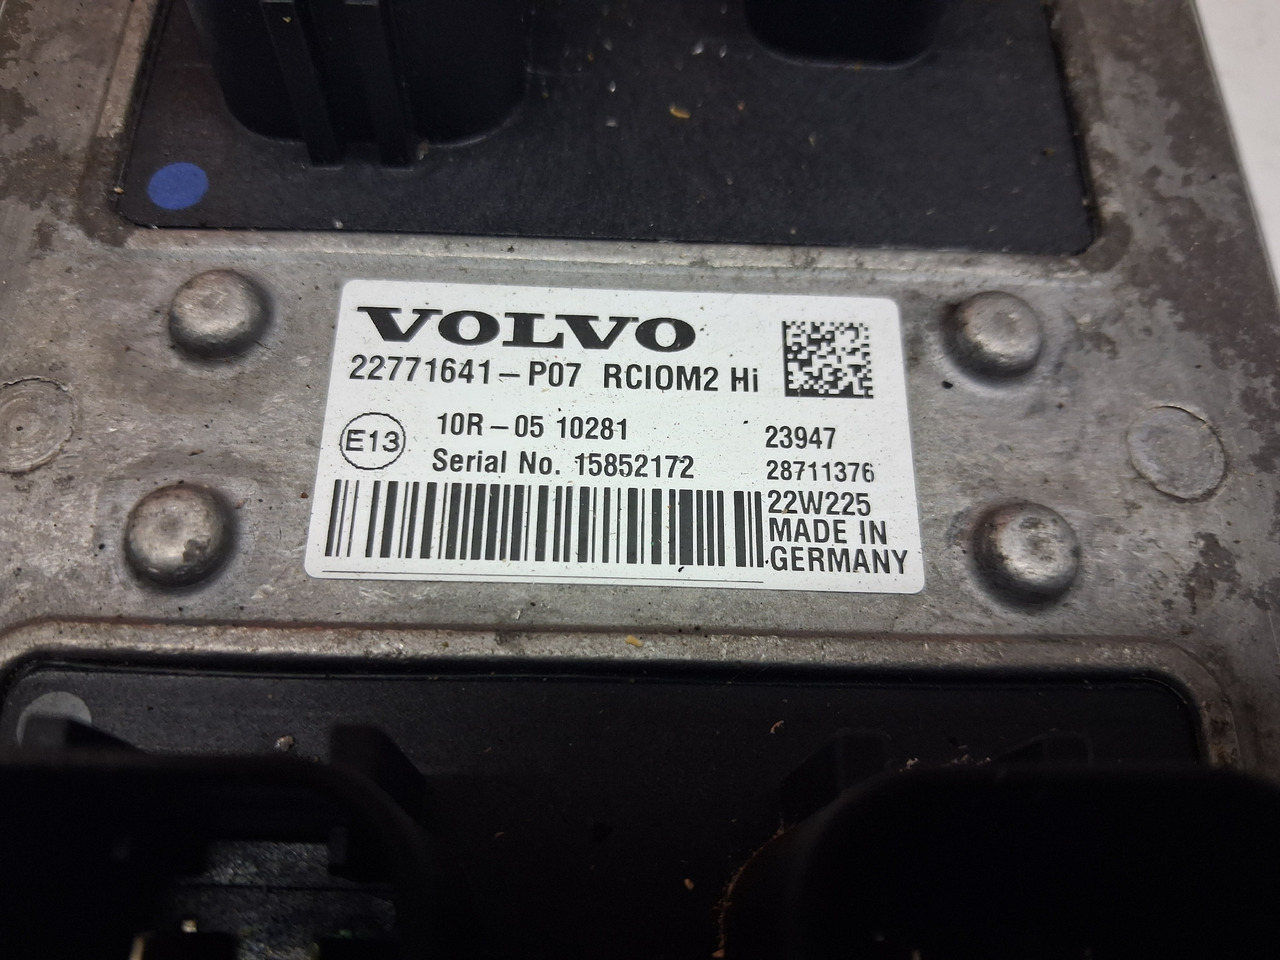 VOLVO
22771641-P07 RCIOM2 Hi
E13
10R-05 10281
23947
Serial No. 15852172
28711376
22W225
MADE IN
GERMANY